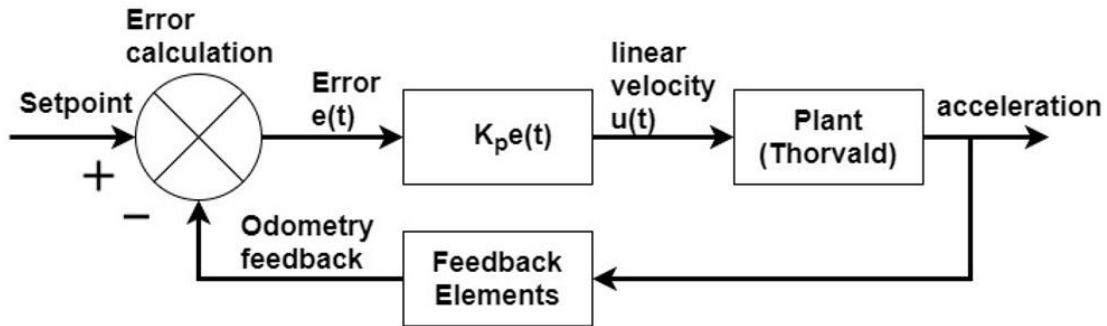 Error
calculation
Setpoint
+
−
Error
e(t)
Kₚe(t)
linear
velocity
u(t)
Plant
(Thorvald)
acceleration
Odometry
feedback
Feedback
Elements